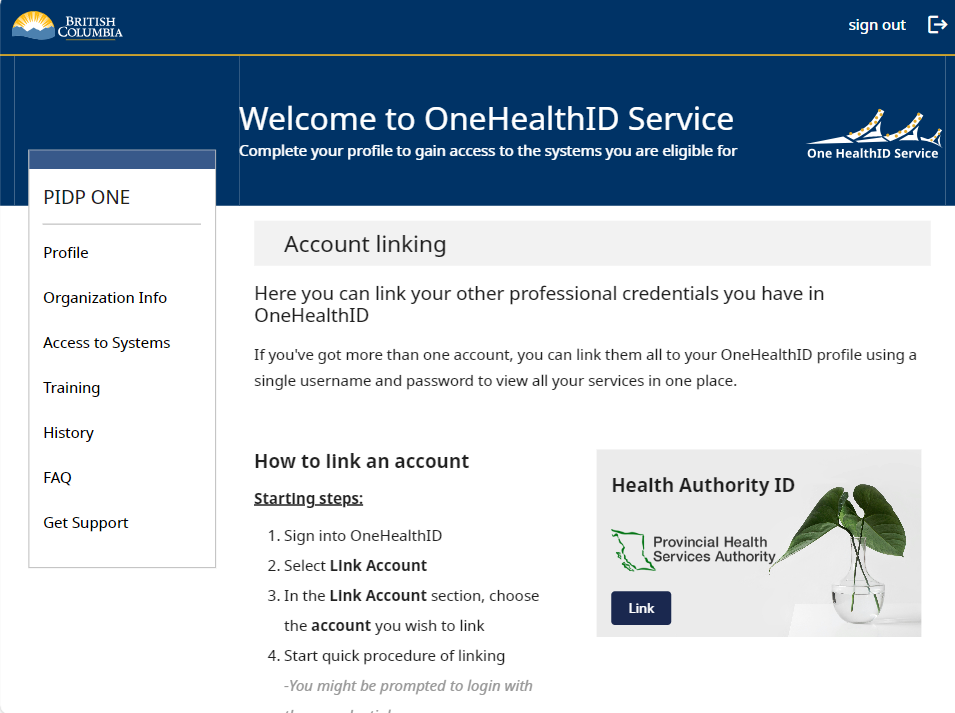 BRITISH
COLUMBIA
sign out
Welcome to OneHealthID Service
Complete your profile to gain access to the systems you are eligible for
One HealthID Service
PIDP ONE
Profile
Organization Info
Access to Systems
Training
History
FAQ
Get Support
Account linking
Here you can link your other professional credentials you have in
OneHealthID
If you've got more than one account, you can link them all to your OneHealthID profile using a
single username and password to view all your services in one place.
How to link an account
Starting steps:
1. Sign into OneHealthID
2. Select Link Account
3. In the Link Account section, choose
the account you wish to link
4. Start quick procedure of linking
-You might be prompted to login with
Health Authority ID
Provincial Health
Services Authority
Link